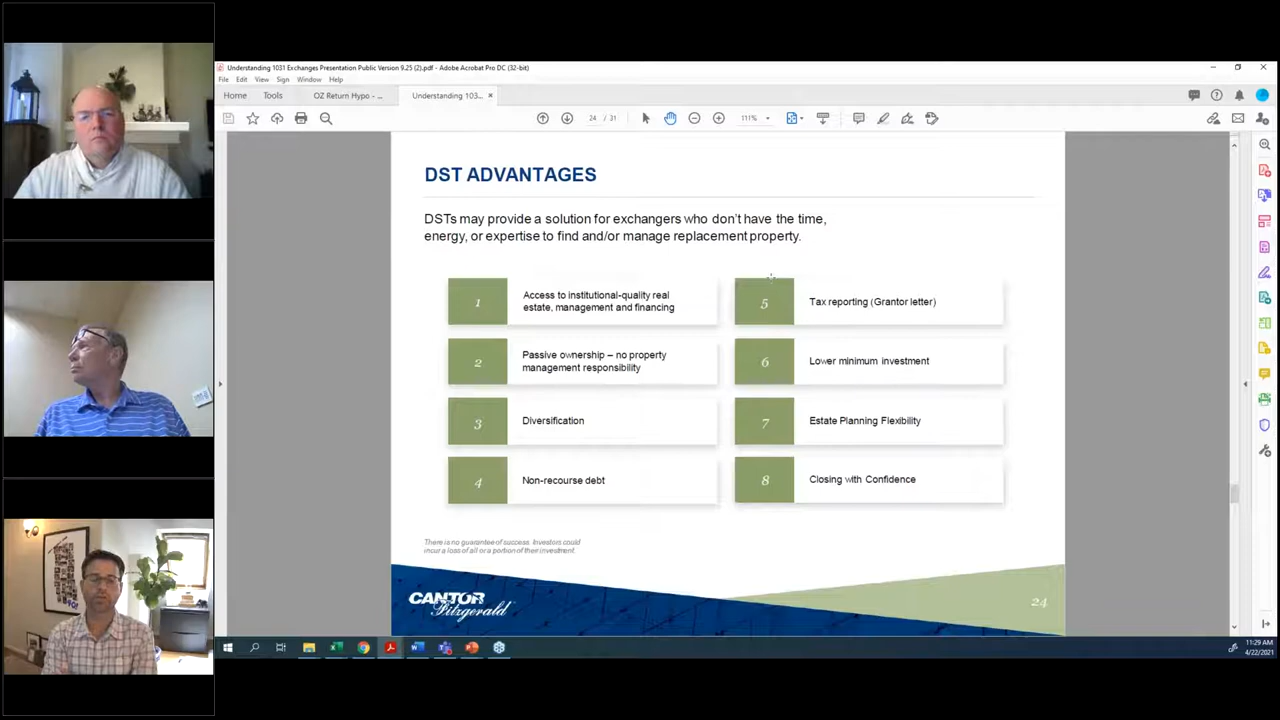 Understanding 1031 Exchanges Presentation Public Version 9.25 (2).pdf - Adobe Acrobat Pro DC (32-bit)
File Edit View Sign Window Help
Home Tools OZ Return Hypo - ... Understanding 103... ×
24 / 31 111%
DST ADVANTAGES
DSTs may provide a solution for exchangers who don't have the time,
energy, or expertise to find and/or manage replacement property.
1
Access to institutional-quality real
estate, management and financing
2
Passive ownership – no property
management responsibility
3
Diversification
4
Non-recourse debt
5
Tax reporting (Grantor letter)
6
Lower minimum investment
7
Estate Planning Flexibility
8
Closing with Confidence
There is no guarantee of success. Investors could
incur a loss of all or a portion of their investment.
CANTOR
Fitzgerald
24
11:29 AM
4/22/2021